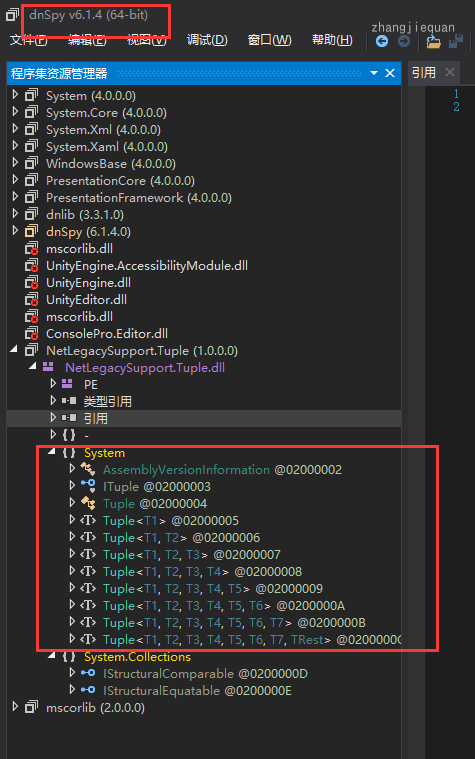 dnSpy v6.1.4 (64-bit)
zhangjiequan
文件(F) 编辑(E) 视图(V) 调试(D) 窗口(W) 帮助(H)
程序集资源管理器
引用
1
2
System (4.0.0.0)
System.Core (4.0.0.0)
System.Xml (4.0.0.0)
System.Xaml (4.0.0.0)
WindowsBase (4.0.0.0)
PresentationCore (4.0.0.0)
PresentationFramework (4.0.0.0)
dnlib (3.3.1.0)
dnSpy (6.1.4.0)
mscorlib.dll
UnityEngine.AccessibilityModule.dll
UnityEngine.dll
UnityEditor.dll
mscorlib.dll
ConsolePro.Editor.dll
NetLegacySupport.Tuple (1.0.0.0)
NetLegacySupport.Tuple.dll
PE
类型引用
引用
{ } -
{ } System
AssemblyVersionInformation @02000002
ITuple @02000003
Tuple @02000004
<T> Tuple<T1> @02000005
<T> Tuple<T1, T2> @02000006
<T> Tuple<T1, T2, T3> @02000007
<T> Tuple<T1, T2, T3, T4> @02000008
<T> Tuple<T1, T2, T3, T4, T5> @02000009
<T> Tuple<T1, T2, T3, T4, T5, T6> @0200000A
<T> Tuple<T1, T2, T3, T4, T5, T6, T7> @0200000B
<T> Tuple<T1, T2, T3, T4, T5, T6, T7, TRest> @0200000C
{ } System.Collections
IStructuralComparable @0200000D
IStructuralEquatable @0200000E
mscorlib (2.0.0.0)